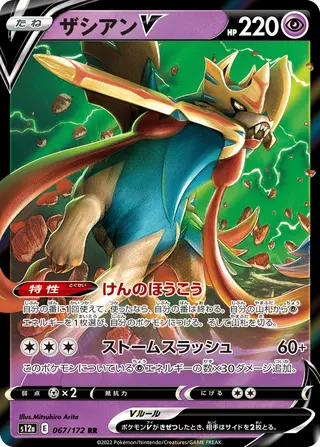 たね ザシアンV HP 220
特性 とくせい けんのほうこう
自分の番に1回使えて、使ったなら、自分の番は終わる。自分の山札から
エネルギーを1枚選び、自分のポケモンにつける。そして山札を切る。
ストームスラッシュ 60+
このポケモンについているエネルギーの数×30ダメージ追加。
弱点 ×2 抵抗力 -30 にげる
Illus.Mitsuhiro Arita
Vルール
s12a E 067/172 RR ポケモンVがきぜつしたとき、相手はサイドを2枚とる。
©2022 Pokémon/Nintendo/Creatures/GAME FREAK.